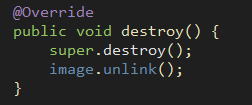 @Override
public void destroy() {
    super.destroy();
    image.unlink();
}